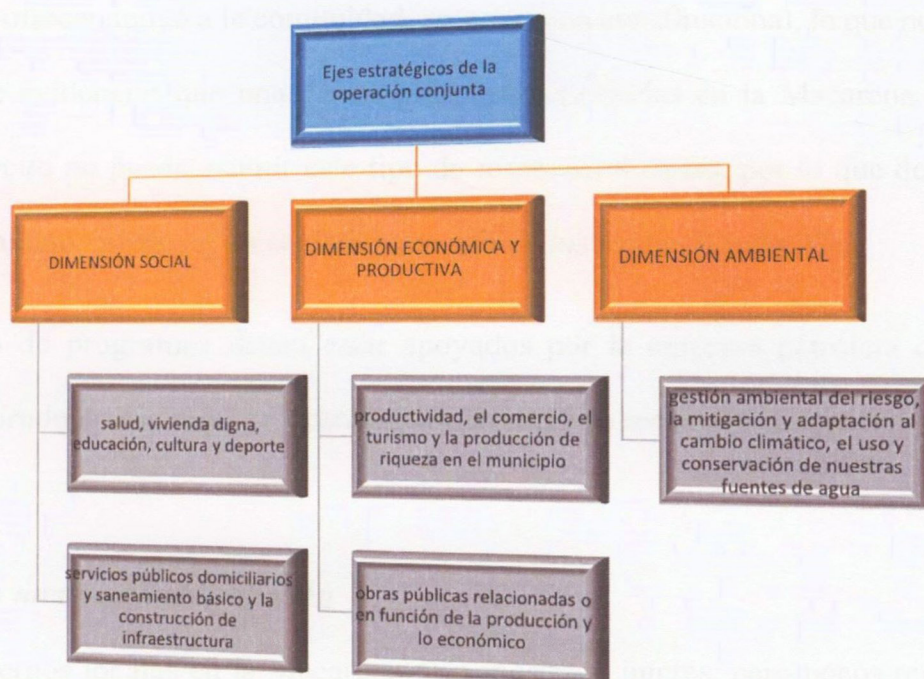 Ejes estratégicos de la
operación conjunta
DIMENSIÓN SOCIAL
DIMENSIÓN ECONÓMICA Y
PRODUCTIVA
DIMENSIÓN AMBIENTAL
salud, vivienda digna,
educación, cultura y deporte
productividad, el comercio, el
turismo y la producción de
riqueza en el municipio
gestión ambiental del riesgo,
la mitigación y adaptación al
cambio climático, el uso y
conservación de nuestras
fuentes de agua
servicios públicos domiciliarios
y saneamiento básico y la
construcción de
infraestructura
obras públicas relacionadas o
en función de la producción y
lo económico